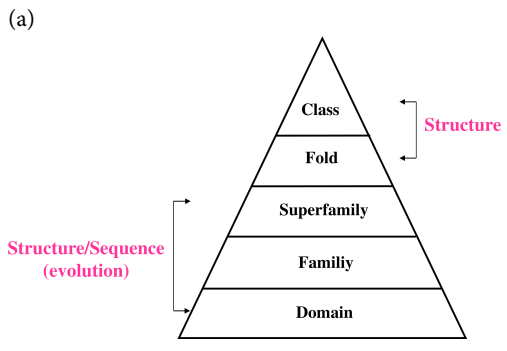 (a)
Class
Structure
Fold
Superfamily
Structure/Sequence
(evolution)
Familiy
Domain